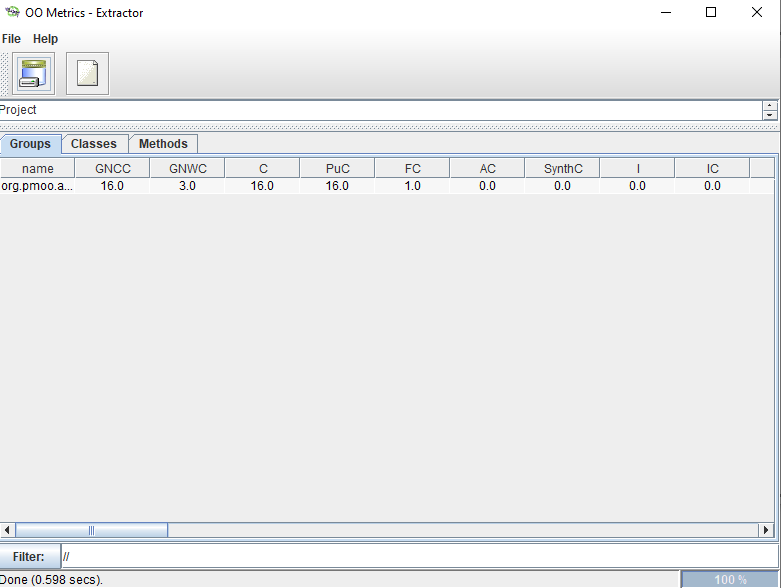 OO Metrics - Extractor
File Help
Project
Groups Classes Methods
name GNCC GNWC C PuC FC AC SynthC I IC
org.pmoo.a... 16.0 3.0 16.0 16.0 1.0 0.0 0.0 0.0 0.0
Filter: //
Done (0.598 secs). 100 %